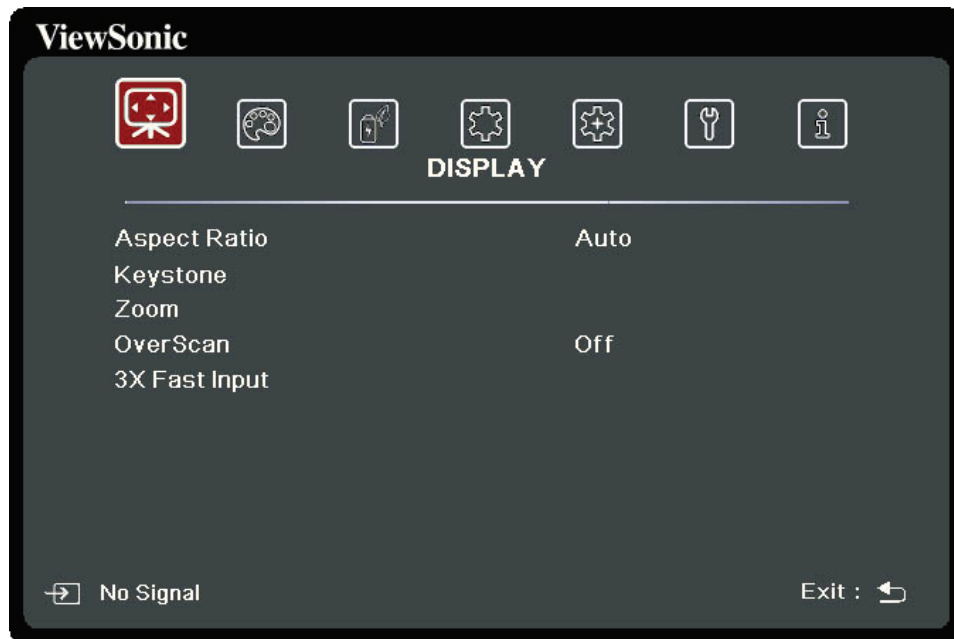 ViewSonic
DISPLAY
Aspect Ratio Auto
Keystone
Zoom
OverScan Off
3X Fast Input
No Signal Exit :